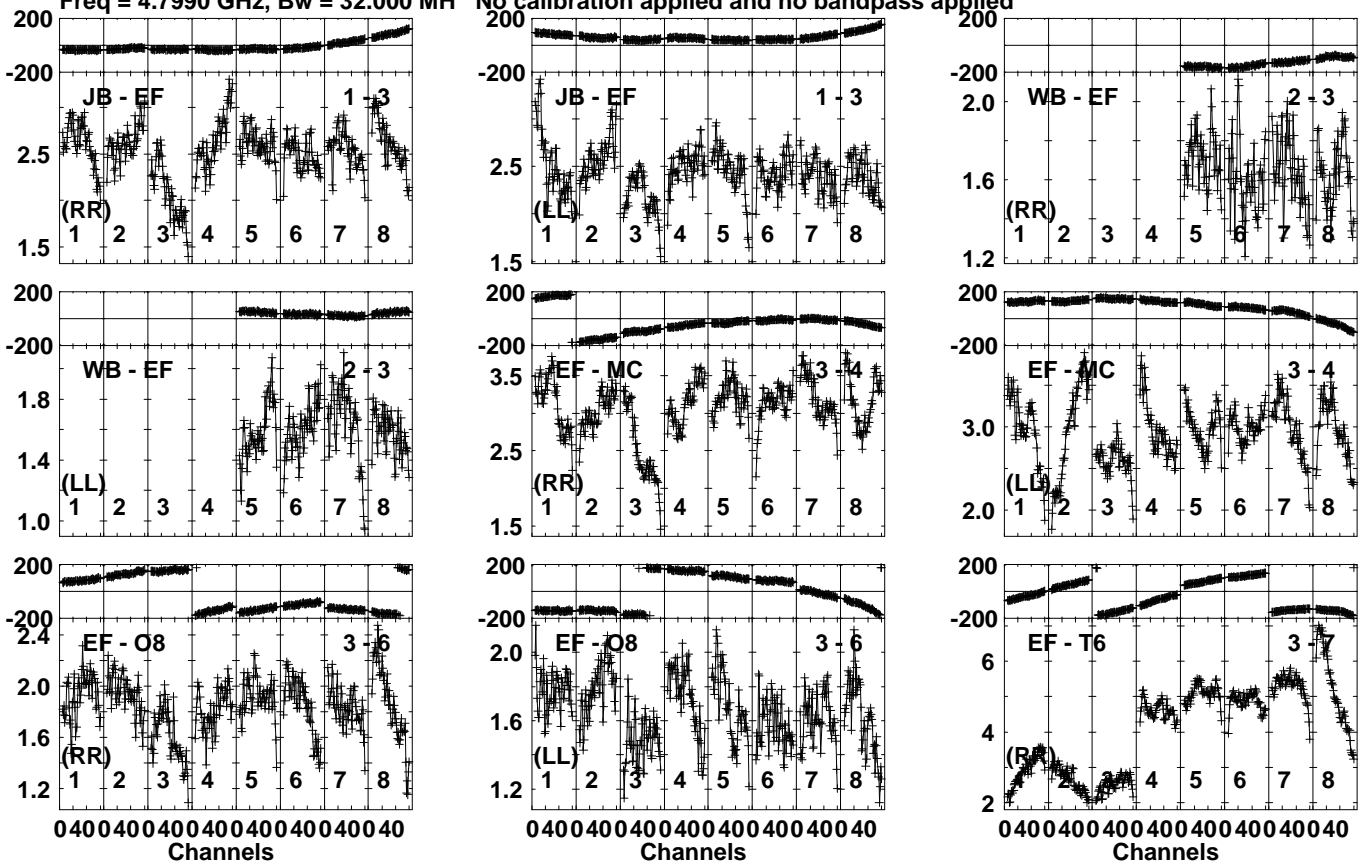 Freq = 4.7990 GHz, Bw = 32.000 MH No calibration applied and no bandpass applied
200
-200
JB - EF 1 - 3
2.5
(RR)
1.5
1 2 3 4 5 6 7 8
200
-200
JB - EF 1 - 3
2.5
(LL)
1.5
1 2 3 4 5 6 7 8
200
-200
WB - EF 2 - 3
2.0
1.6
(RR)
1.2
1 2 3 4 5 6 7 8
200
-200
WB - EF 2 - 3
1.8
1.4
(LL)
1.0
1 2 3 4 5 6 7 8
200
-200
EF - MC 3 - 4
3.5
2.5
(RR)
1.5
1 2 3 4 5 6 7 8
200
-200
EF - MC 3 - 4
3.0
(LL)
2.0
1 2 3 4 5 6 7 8
200
-200
EF - O8 3 - 6
2.4
2.0
1.6
(RR)
1.2
1 2 3 4 5 6 7 8
0 40 0 40 0 40 0 40 0 40 0 40 0 40 0 40
Channels
200
-200
EF - O8 3 - 6
2.0
1.6
(LL)
1.2
1 2 3 4 5 6 7 8
0 40 0 40 0 40 0 40 0 40 0 40 0 40 0 40
Channels
200
-200
EF - T6 3 - 7
6
4
(RR)
2
1 2 3 4 5 6 7 8
0 40 0 40 0 40 0 40 0 40 0 40 0 40 0 40
Channels